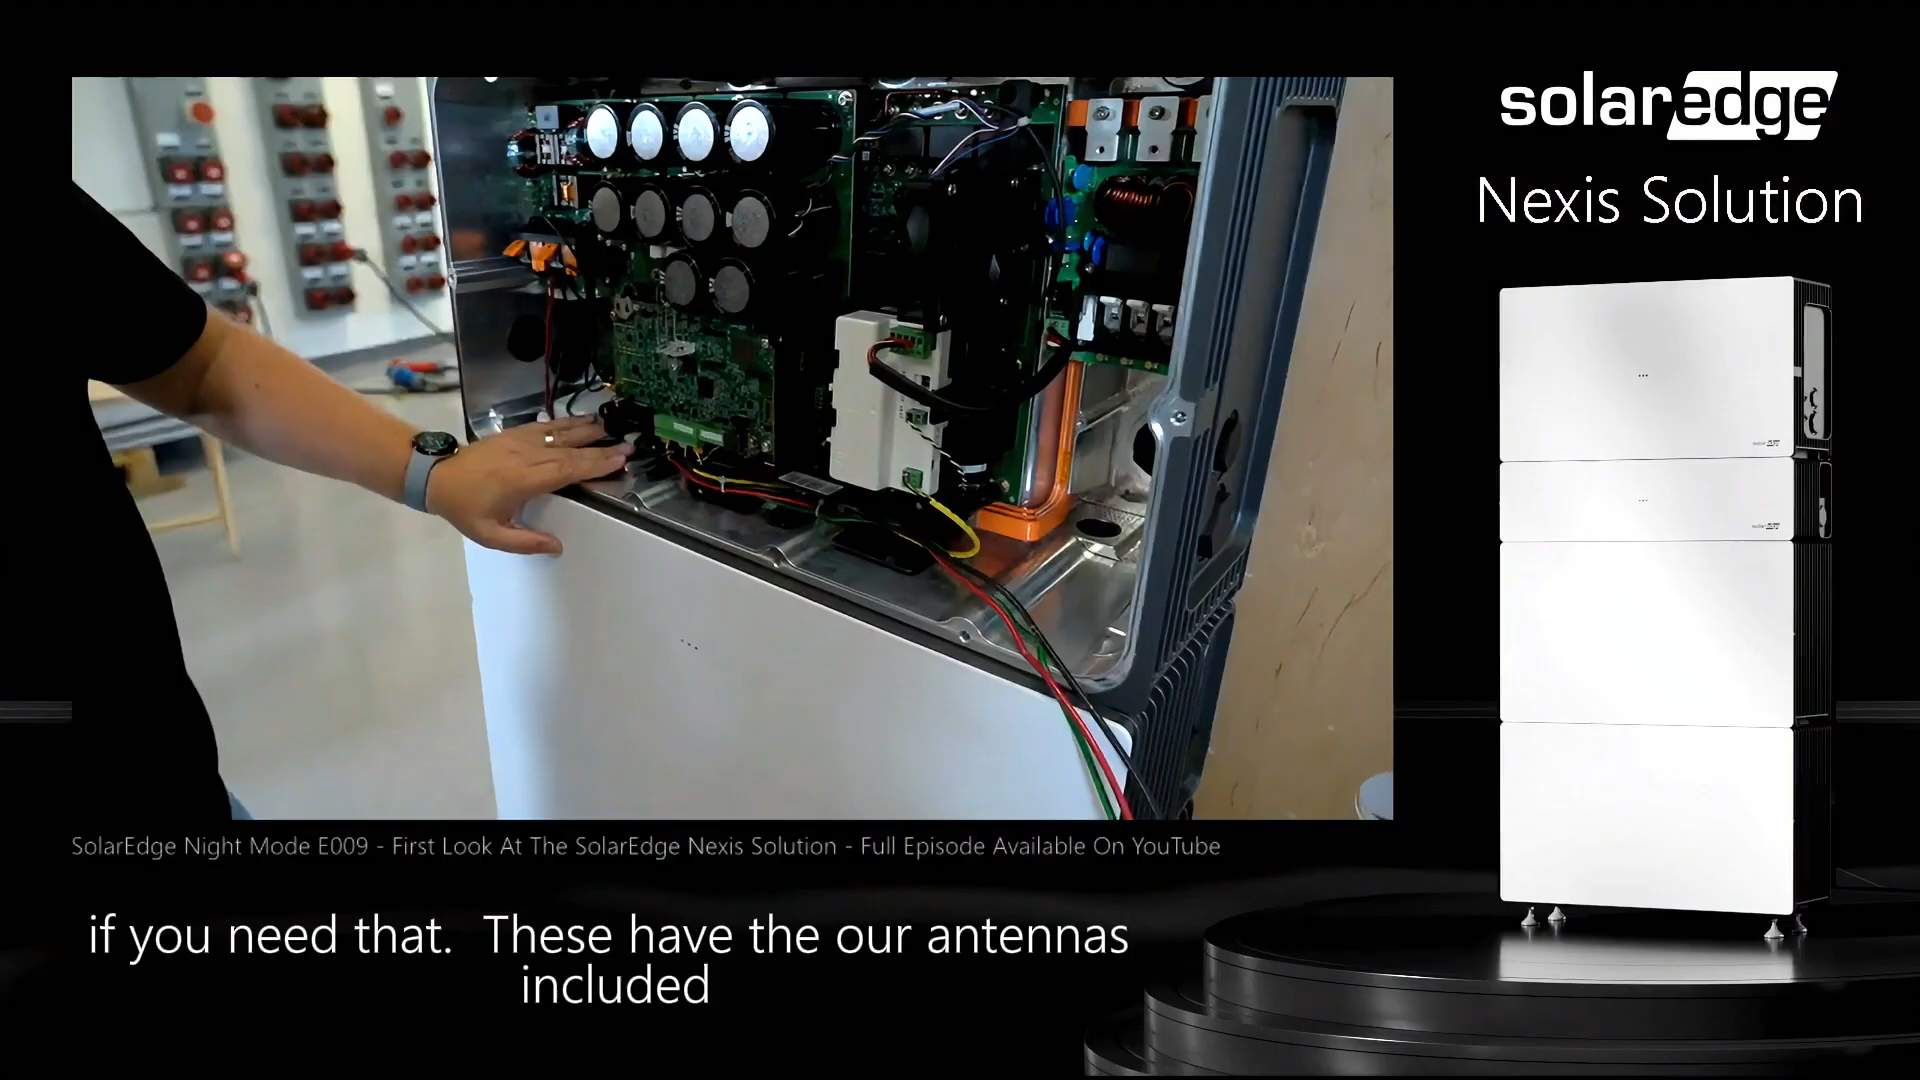 solaredge
Nexis Solution
SolarEdge Night Mode E009 - First Look At The SolarEdge Nexis Solution - Full Episode Available On YouTube
if you need that.  These have the our antennas
included